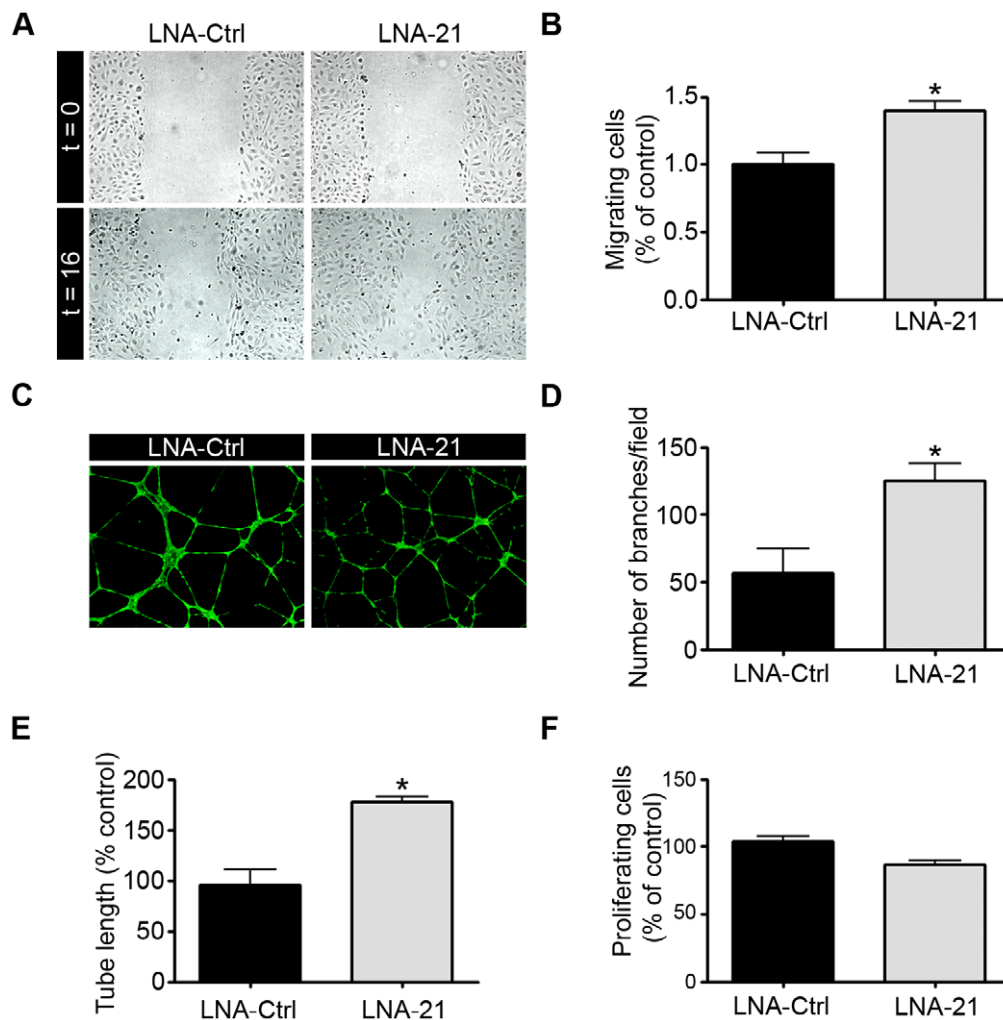 A
LNA-Ctrl
LNA-21
t = 0
t = 16
B
Migrating cells
(% of control)
1.5
1.0
0.5
0.0
*
LNA-Ctrl
LNA-21
C
LNA-Ctrl
LNA-21
D
Number of branches/field
150
100
50
0
*
LNA-Ctrl
LNA-21
E
Tube length (% control)
200
150
100
50
0
*
LNA-Ctrl
LNA-21
F
Proliferating cells
(% of control)
150
100
50
0
LNA-Ctrl
LNA-21